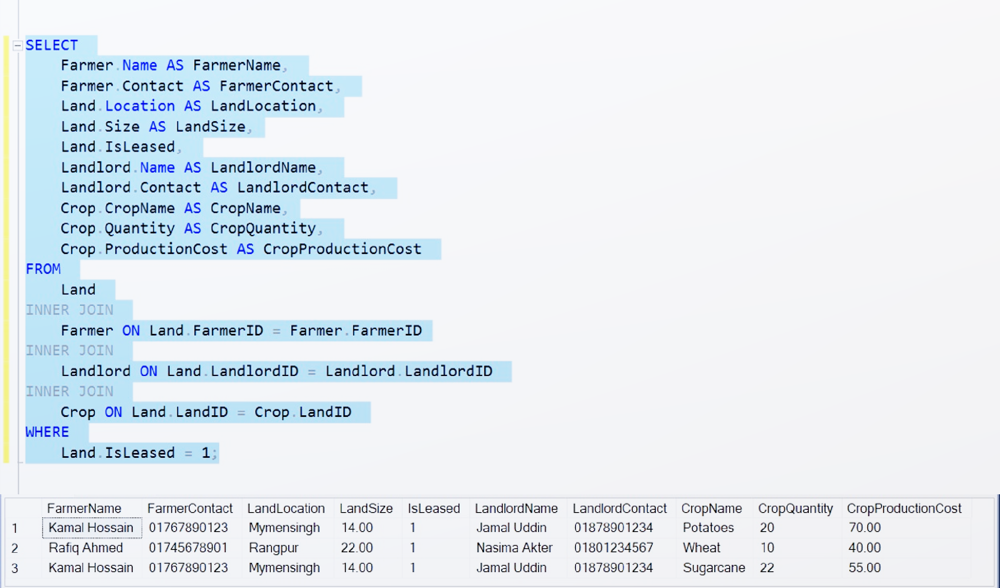 SELECT
Farmer.Name AS FarmerName,
Farmer.Contact AS FarmerContact,
Land.Location AS LandLocation,
Land.Size AS LandSize,
Land.IsLeased,
Landlord.Name AS LandlordName,
Landlord.Contact AS LandlordContact,
Crop.CropName AS CropName,
Crop.Quantity AS CropQuantity,
Crop.ProductionCost AS CropProductionCost
FROM
Land
INNER JOIN
Farmer ON Land.FarmerID = Farmer.FarmerID
INNER JOIN
Landlord ON Land.LandlordID = Landlord.LandlordID
INNER JOIN
Crop ON Land.LandID = Crop.LandID
WHERE
Land.IsLeased = 1;
FarmerName FarmerContact LandLocation LandSize IsLeased LandlordName LandlordContact CropName CropQuantity CropProductionCost
1 Kamal Hossain 01767890123 Mymensingh 14.00 1 Jamal Uddin 01878901234 Potatoes 20 70.00
2 Rafiq Ahmed 01745678901 Rangpur 22.00 1 Nasima Akter 01801234567 Wheat 10 40.00
3 Kamal Hossain 01767890123 Mymensingh 14.00 1 Jamal Uddin 01878901234 Sugarcane 22 55.00